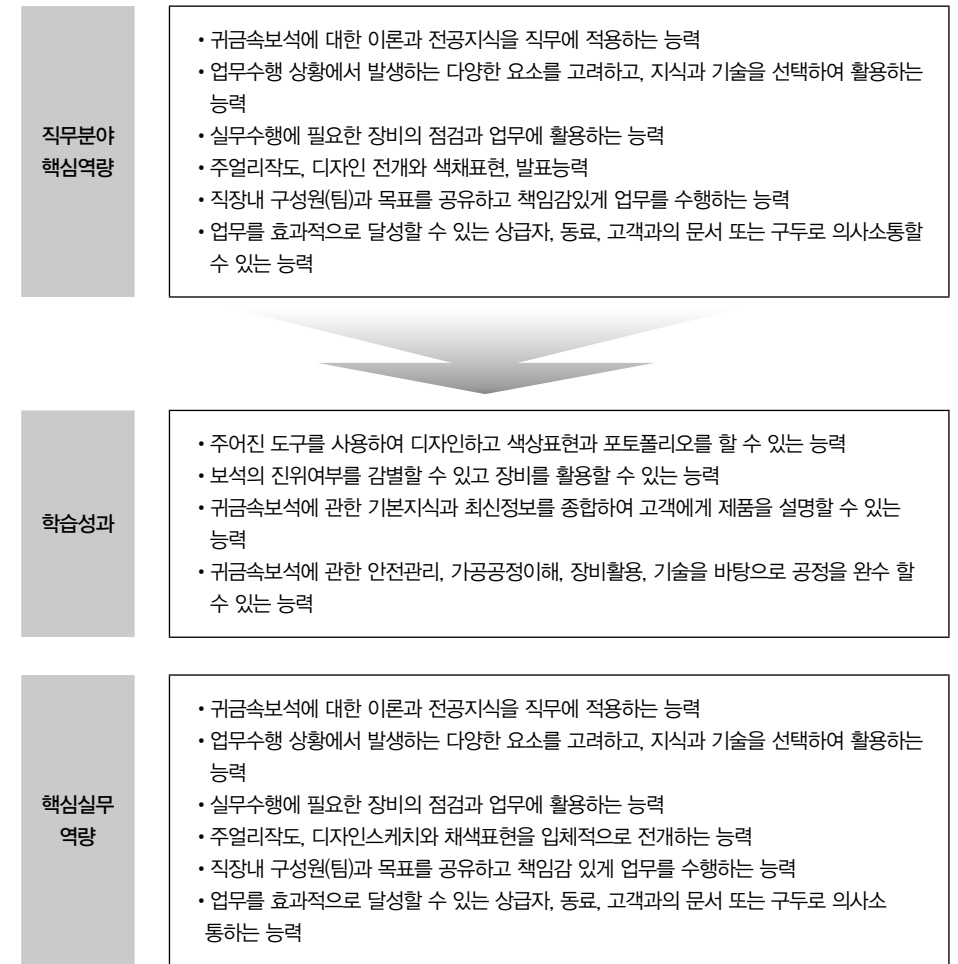 직무분야
핵심역량
• 귀금속보석에 대한 이론과 전공지식을 직무에 적용하는 능력
• 업무수행 상황에서 발생하는 다양한 요소를 고려하고, 지식과 기술을 선택하여 활용하는
능력
• 실무수행에 필요한 장비의 점검과 업무에 활용하는 능력
• 주얼리작도, 디자인 전개와 색채표현, 발표능력
• 직장내 구성원(팀)과 목표를 공유하고 책임감있게 업무를 수행하는 능력
• 업무를 효과적으로 달성할 수 있는 상급자, 동료, 고객과의 문서 또는 구두로 의사소통할
수 있는 능력
학습성과
• 주어진 도구를 사용하여 디자인하고 색상표현과 포토폴리오를 할 수 있는 능력
• 보석의 진위여부를 감별할 수 있고 장비를 활용할 수 있는 능력
• 귀금속보석에 관한 기본지식과 최신정보를 종합하여 고객에게 제품을 설명할 수 있는
능력
• 귀금속보석에 관한 안전관리, 가공공정이해, 장비활용, 기술을 바탕으로 공정을 완수 할
수 있는 능력
핵심실무
역량
• 귀금속보석에 대한 이론과 전공지식을 직무에 적용하는 능력
• 업무수행 상황에서 발생하는 다양한 요소를 고려하고, 지식과 기술을 선택하여 활용하는
능력
• 실무수행에 필요한 장비의 점검과 업무에 활용하는 능력
• 주얼리작도, 디자인스케치와 채색표현을 입체적으로 전개하는 능력
• 직장내 구성원(팀)과 목표를 공유하고 책임감 있게 업무를 수행하는 능력
• 업무를 효과적으로 달성할 수 있는 상급자, 동료, 고객과의 문서 또는 구두로 의사소
통하는 능력